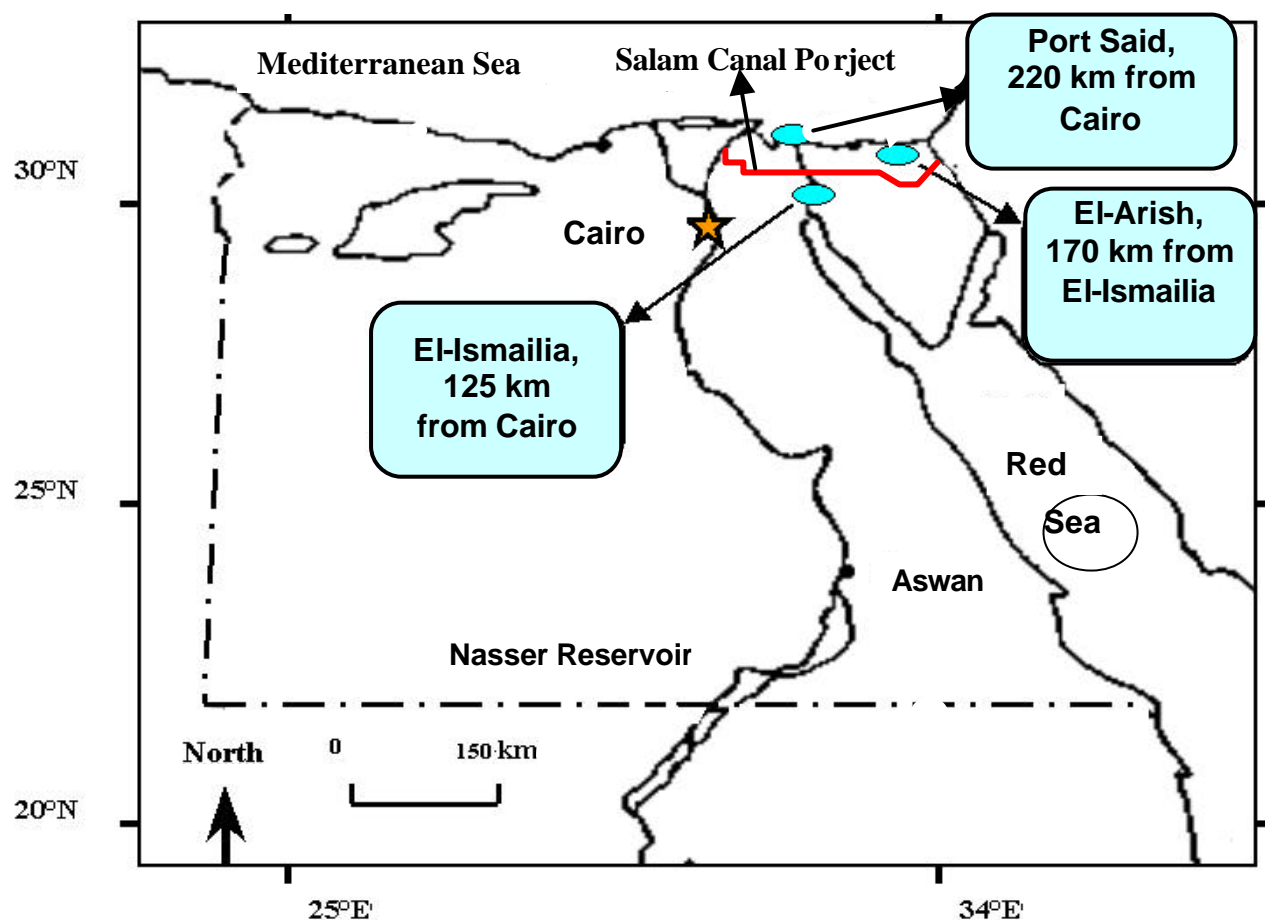 Mediterranean Sea
Salam Canal Porject
Port Said,
220 km from
Cairo
30°N
El-Arish,
170 km from
El-Ismailia
Cairo
El-Ismailia,
125 km
from Cairo
Red
Sea
25°N
Aswan
Nasser Reservoir
North
0
150 km
20°N
25°E'
34°E'